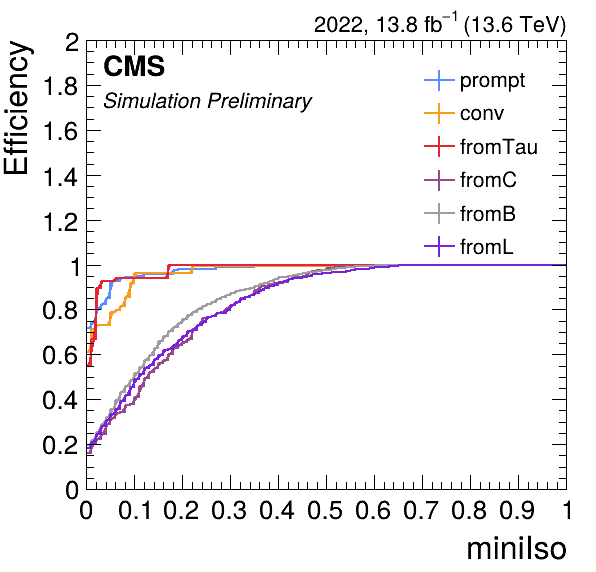 2022, 13.8 fb⁻¹ (13.6 TeV)
Efficiency
2
1.8
1.6
1.4
1.2
1
0.8
0.6
0.4
0.2
0
CMS
Simulation Preliminary
prompt
conv
fromTau
fromC
fromB
fromL
0 0.1 0.2 0.3 0.4 0.5 0.6 0.7 0.8 0.9 1
miniIso